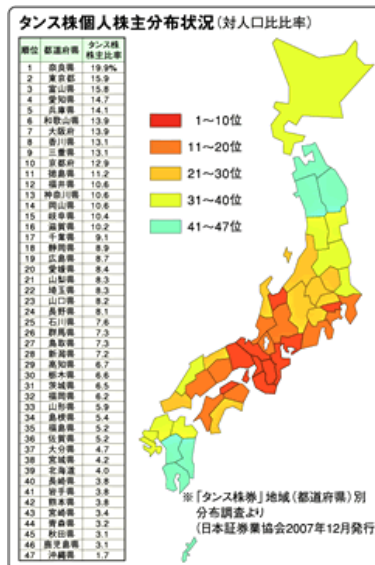 タンス株個人株主分布状況(対人口比比率)
順位 都道府県 タンス株株主比率
1 奈良県 19.9%
2 東京都 15.9
3 富山県 15.8
4 愛知県 14.7
5 兵庫県 14.1
6 和歌山県 13.9
7 大阪府 13.9
8 香川県 13.1
9 三重県 13.1
10 京都府 12.9
11 徳島県 11.2
12 福井県 10.6
13 神奈川県 10.6
14 岡山県 10.6
15 岐阜県 10.4
16 滋賀県 10.2
17 千葉県 9.1
18 静岡県 8.9
19 広島県 8.7
20 愛媛県 8.4
21 山梨県 8.3
22 埼玉県 8.3
23 山口県 8.2
24 長野県 8.1
25 石川県 7.6
26 群馬県 7.3
27 鳥取県 7.3
28 新潟県 7.2
29 高知県 6.7
30 栃木県 6.6
31 茨城県 6.5
32 福岡県 6.2
33 山形県 5.9
34 島根県 5.4
35 福島県 5.2
36 佐賀県 5.2
37 大分県 4.7
38 宮城県 4.2
39 北海道 4.0
40 長崎県 3.8
41 岩手県 3.8
42 熊本県 3.8
43 宮崎県 3.4
44 青森県 3.2
45 秋田県 3.1
46 鹿児島県 3.1
47 沖縄県 1.7
1〜10位
11〜20位
21〜30位
31〜40位
41〜47位
※「タンス株券」地域(都道府県)別
分布調査より
(日本証券業協会2007年12月発行)